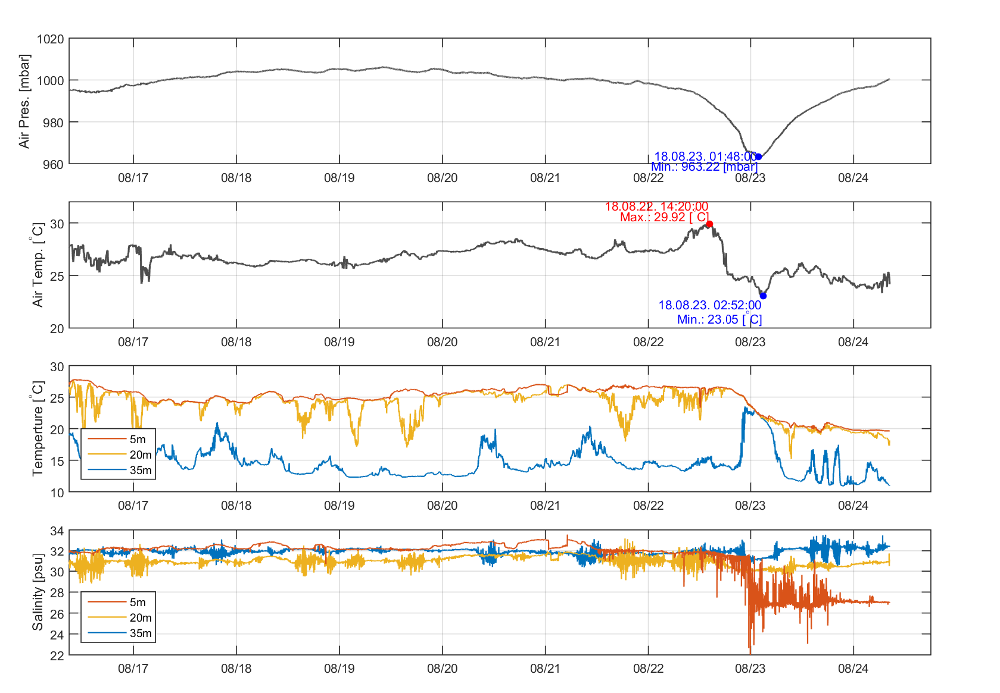 1020
1000
980
960
Air Pres. [mbar]
18.08.23. 01:48:00
Min.: 963.22 [mbar]
08/17 08/18 08/19 08/20 08/21 08/22 08/23 08/24
30
25
20
Air Temp. [°C]
18.08.22. 14:20:00
Max.: 29.92 [ C]
18.08.23. 02:52:00
Min.: 23.05 [°C]
08/17 08/18 08/19 08/20 08/21 08/22 08/23 08/24
30
25
20
15
10
Temperture [°C]
5m
20m
35m
08/17 08/18 08/19 08/20 08/21 08/22 08/23 08/24
34
32
30
28
26
24
22
Salinity [psu]
5m
20m
35m
08/17 08/18 08/19 08/20 08/21 08/22 08/23 08/24